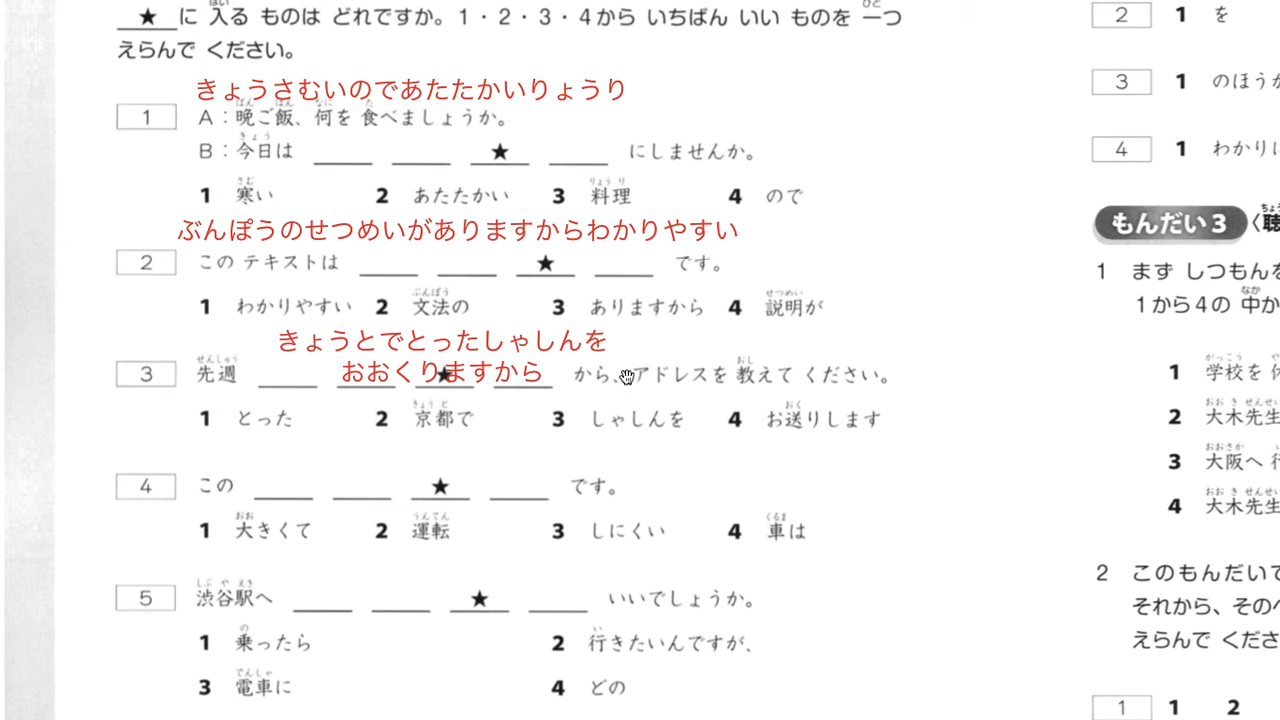 ★ に 入る ものは どれですか。1・2・3・4から いちばん いい ものを 一つ
えらんで ください。
きょうさむいのであたたかいりょうり
1 A:晩ご飯、何を 食べましょうか。
B:今日は ★ にしませんか。
1 寒い 2 あたたかい 3 料理 4 ので
ぶんぽうのせつめいがありますからわかりやすい
2 この テキストは ★ です。
1 わかりやすい 2 文法の 3 ありますから 4 説明が
きょうとでとったしゃしんを
おおくりますから
3 先週 ★ から、アドレスを 教えて ください。
1 とった 2 京都で 3 しゃしんを 4 お送りします
4 この ★ です。
1 大きくて 2 運転 3 しにくい 4 車は
5 渋谷駅へ ★ いいでしょうか。
1 乗ったら 2 行きたいんですが、
3 電車に 4 どの
2 1 を
3 1 のほうが
4 1 わかりに
もんだい3
1 まず しつもんを
1から4の 中か
1 学校を
2 大木先生
3 大阪へ
4 大木先生
2 このもんだいで
それから、そのへ
えらんで くださ
1 1 2